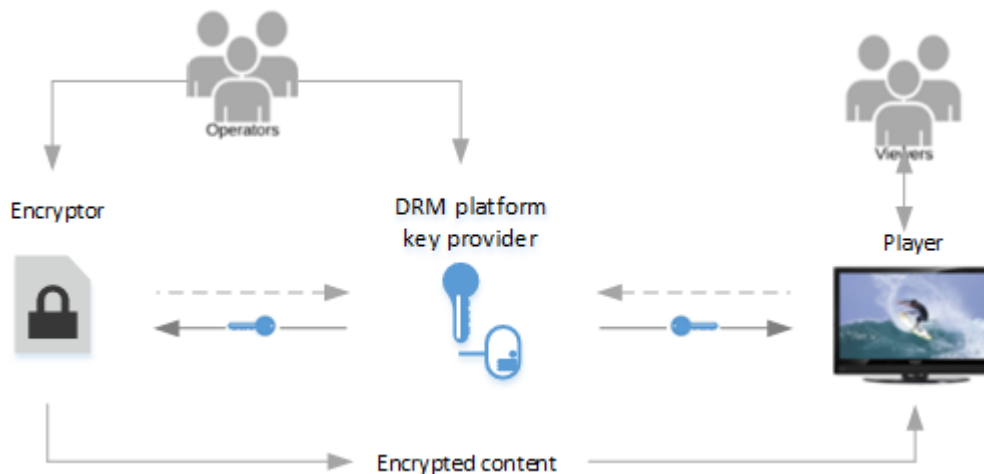 Operators
Viewers
Encryptor
DRM platform
key provider
Player
Encrypted content